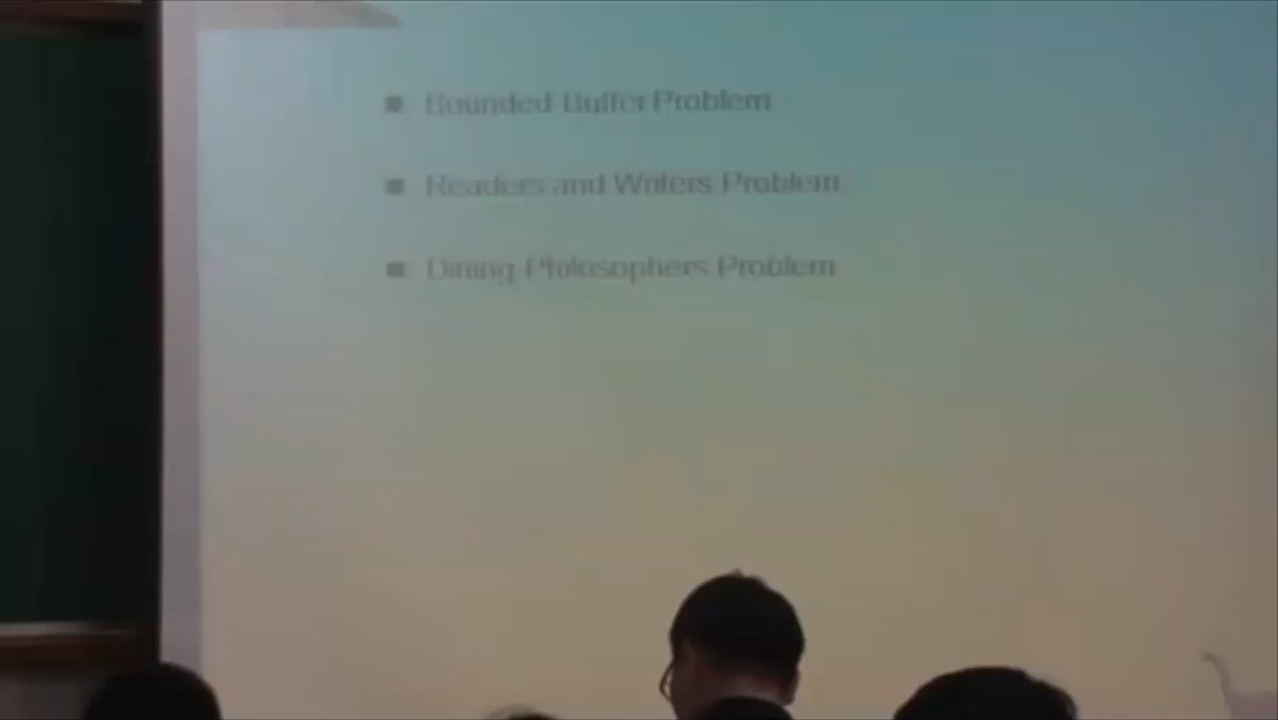 Bounded-Buffer Problem
Readers and Writers Problem
Dining-Philosophers Problem